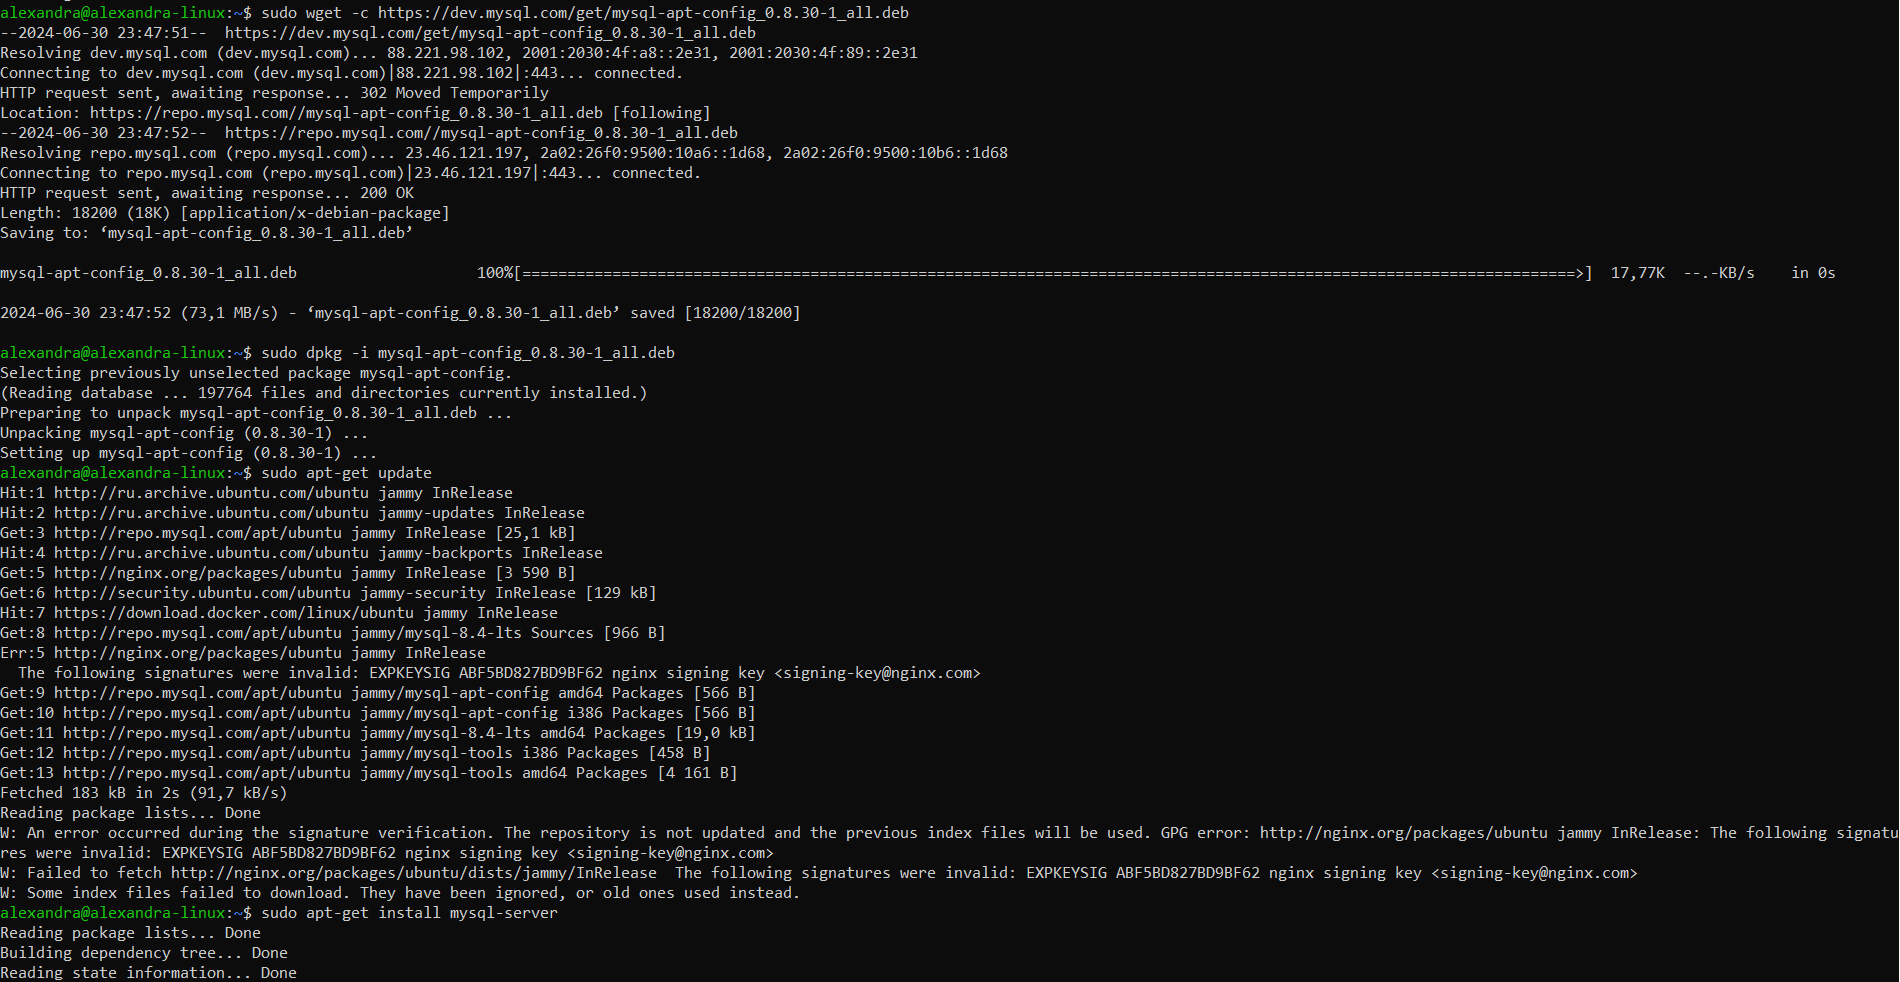 alexandra@alexandra-linux:~$ sudo wget -c https://dev.mysql.com/get/mysql-apt-config_0.8.30-1_all.deb
--2024-06-30 23:47:51--  https://dev.mysql.com/get/mysql-apt-config_0.8.30-1_all.deb
Resolving dev.mysql.com (dev.mysql.com)... 88.221.98.102, 2001:2030:4f:a8::2e31, 2001:2030:4f:89::2e31
Connecting to dev.mysql.com (dev.mysql.com)|88.221.98.102|:443... connected.
HTTP request sent, awaiting response... 302 Moved Temporarily
Location: https://repo.mysql.com//mysql-apt-config_0.8.30-1_all.deb [following]
--2024-06-30 23:47:52--  https://repo.mysql.com//mysql-apt-config_0.8.30-1_all.deb
Resolving repo.mysql.com (repo.mysql.com)... 23.46.121.197, 2a02:26f0:9500:10a6::1d68, 2a02:26f0:9500:10b6::1d68
Connecting to repo.mysql.com (repo.mysql.com)|23.46.121.197|:443... connected.
HTTP request sent, awaiting response... 200 OK
Length: 18200 (18K) [application/x-debian-package]
Saving to: ‘mysql-apt-config_0.8.30-1_all.deb’
mysql-apt-config_0.8.30-1_all.deb                    100%[=====================================================================================================================>]  17,77K  --.-KB/s    in 0s
2024-06-30 23:47:52 (73,1 MB/s) - ‘mysql-apt-config_0.8.30-1_all.deb’ saved [18200/18200]
alexandra@alexandra-linux:~$ sudo dpkg -i mysql-apt-config_0.8.30-1_all.deb
Selecting previously unselected package mysql-apt-config.
(Reading database ... 197764 files and directories currently installed.)
Preparing to unpack mysql-apt-config_0.8.30-1_all.deb ...
Unpacking mysql-apt-config (0.8.30-1) ...
Setting up mysql-apt-config (0.8.30-1) ...
alexandra@alexandra-linux:~$ sudo apt-get update
Hit:1 http://ru.archive.ubuntu.com/ubuntu jammy InRelease
Hit:2 http://ru.archive.ubuntu.com/ubuntu jammy-updates InRelease
Get:3 http://repo.mysql.com/apt/ubuntu jammy InRelease [25,1 kB]
Hit:4 http://ru.archive.ubuntu.com/ubuntu jammy-backports InRelease
Get:5 http://nginx.org/packages/ubuntu jammy InRelease [3 590 B]
Get:6 http://security.ubuntu.com/ubuntu jammy-security InRelease [129 kB]
Hit:7 https://download.docker.com/linux/ubuntu jammy InRelease
Get:8 http://repo.mysql.com/apt/ubuntu jammy/mysql-8.4-lts Sources [966 B]
Err:5 http://nginx.org/packages/ubuntu jammy InRelease
  The following signatures were invalid: EXPKEYSIG ABF5BD827BD9BF62 nginx signing key <signing-key@nginx.com>
Get:9 http://repo.mysql.com/apt/ubuntu jammy/mysql-apt-config amd64 Packages [566 B]
Get:10 http://repo.mysql.com/apt/ubuntu jammy/mysql-apt-config i386 Packages [566 B]
Get:11 http://repo.mysql.com/apt/ubuntu jammy/mysql-8.4-lts amd64 Packages [19,0 kB]
Get:12 http://repo.mysql.com/apt/ubuntu jammy/mysql-tools i386 Packages [458 B]
Get:13 http://repo.mysql.com/apt/ubuntu jammy/mysql-tools amd64 Packages [4 161 B]
Fetched 183 kB in 2s (91,7 kB/s)
Reading package lists... Done
W: An error occurred during the signature verification. The repository is not updated and the previous index files will be used. GPG error: http://nginx.org/packages/ubuntu jammy InRelease: The following signatu
res were invalid: EXPKEYSIG ABF5BD827BD9BF62 nginx signing key <signing-key@nginx.com>
W: Failed to fetch http://nginx.org/packages/ubuntu/dists/jammy/InRelease  The following signatures were invalid: EXPKEYSIG ABF5BD827BD9BF62 nginx signing key <signing-key@nginx.com>
W: Some index files failed to download. They have been ignored, or old ones used instead.
alexandra@alexandra-linux:~$ sudo apt-get install mysql-server
Reading package lists... Done
Building dependency tree... Done
Reading state information... Done